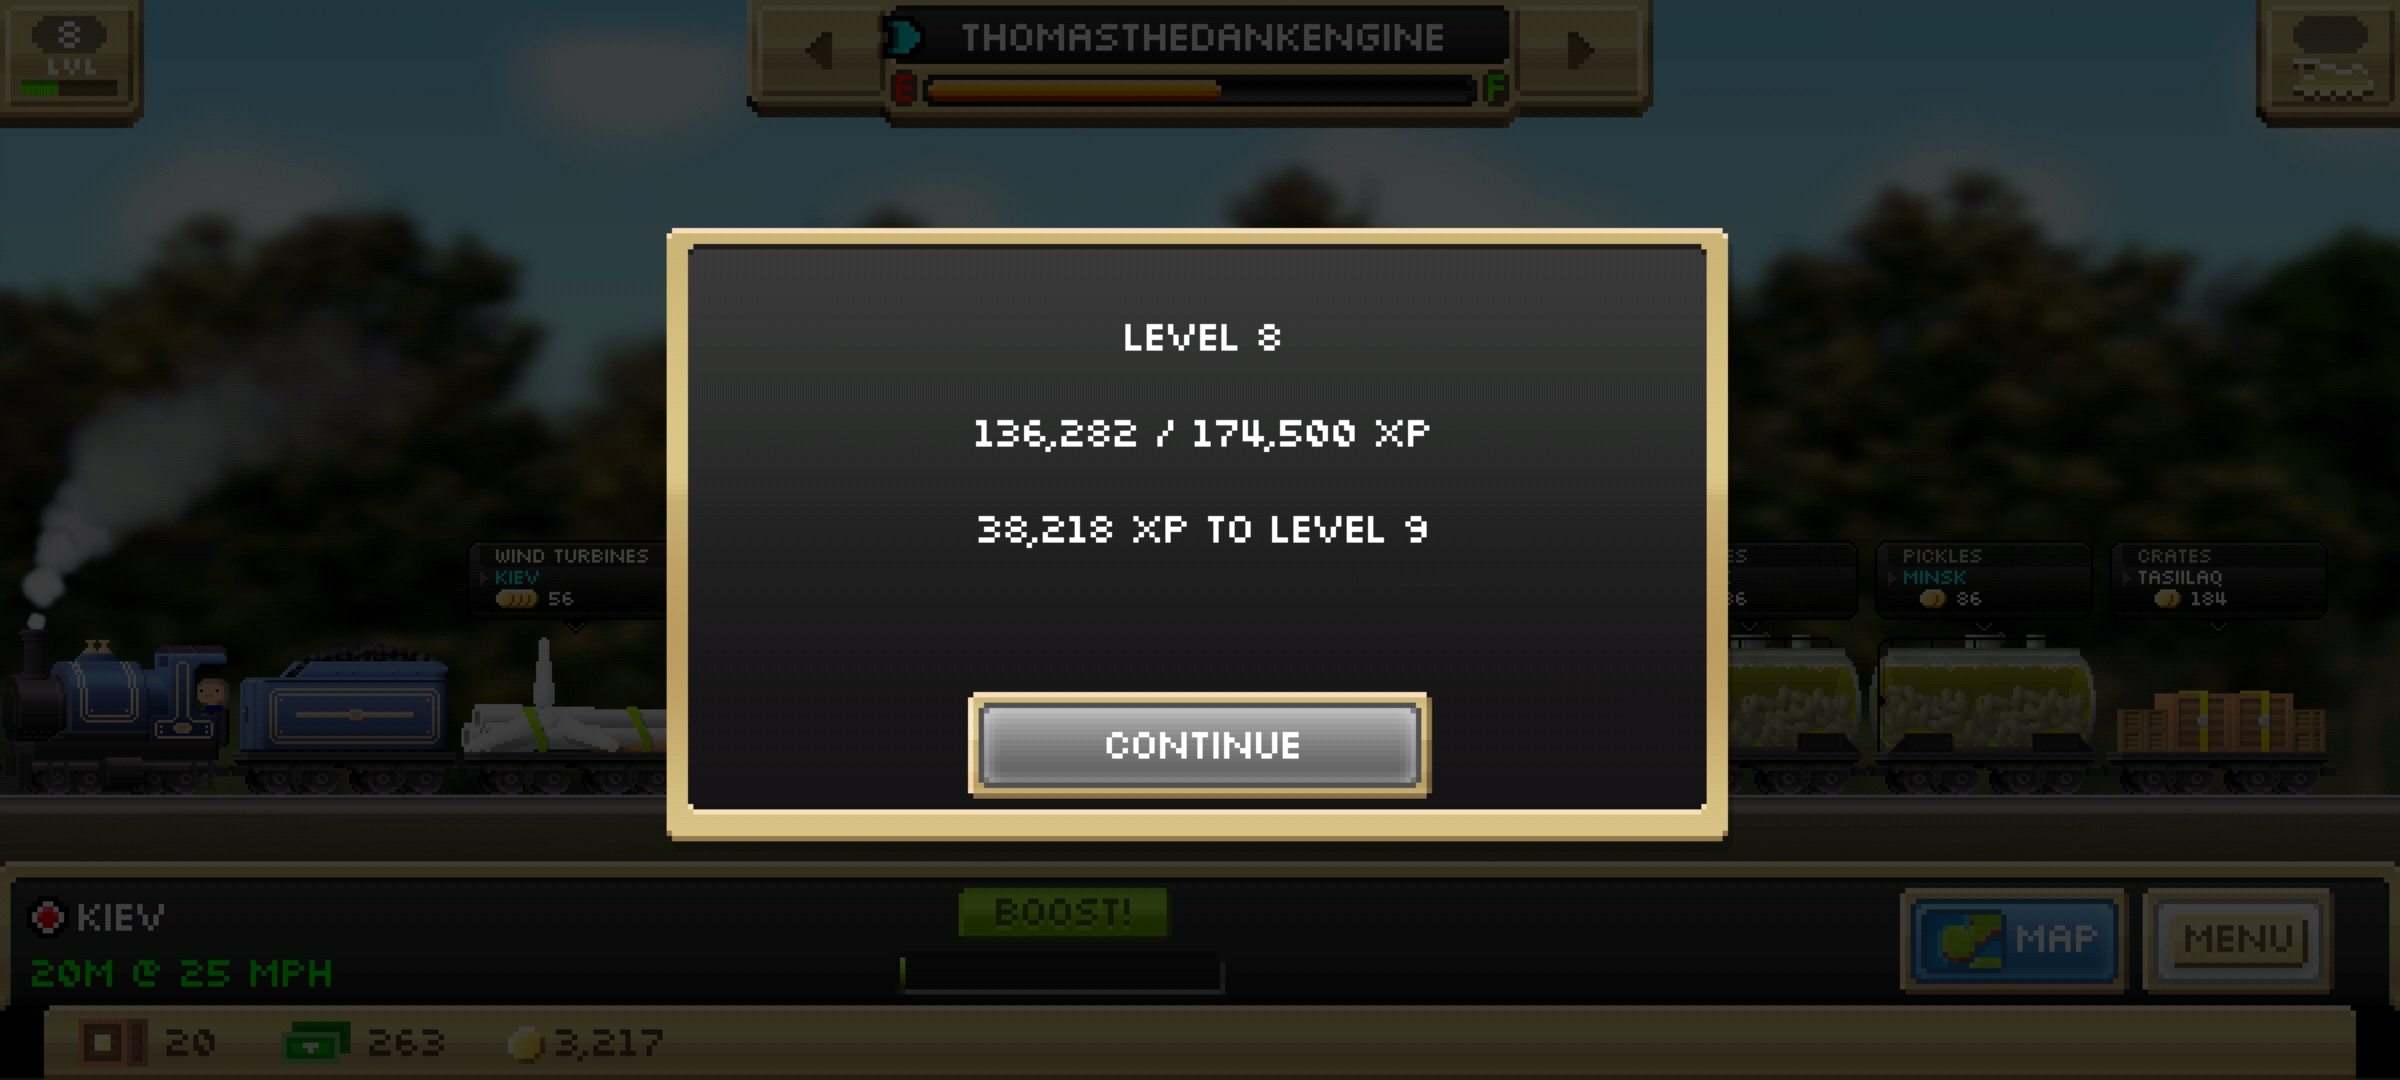 8
LVL
THOMASTHEDANKENGINE
E
F
LEVEL 8
136,282 / 174,500 XP
38,218 XP TO LEVEL 9
CONTINUE
WIND TURBINES
KIEV
56
ES
36
PICKLES
MINSK
86
CRATES
TASIILAQ
184
KIEV
20M @ 25 MPH
BOOST!
MAP
MENU
20
263
3,217